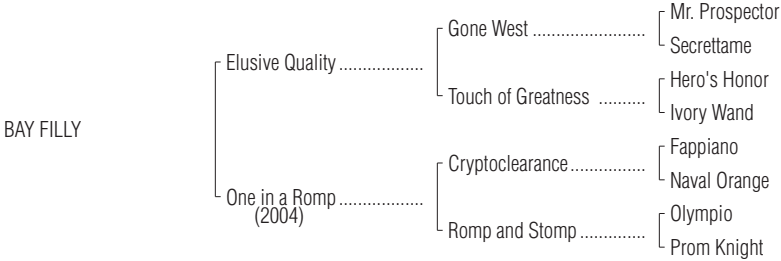 Mr. Prospector
Gone West ........................
Secrettame
Elusive Quality ..................
Hero's Honor
Touch of Greatness ..........
Ivory Wand
BAY FILLY
Fappiano
Cryptoclearance................
Naval Orange
One in a Romp ..................
(2004)
Olympio
Romp and Stomp ..............
Prom Knight